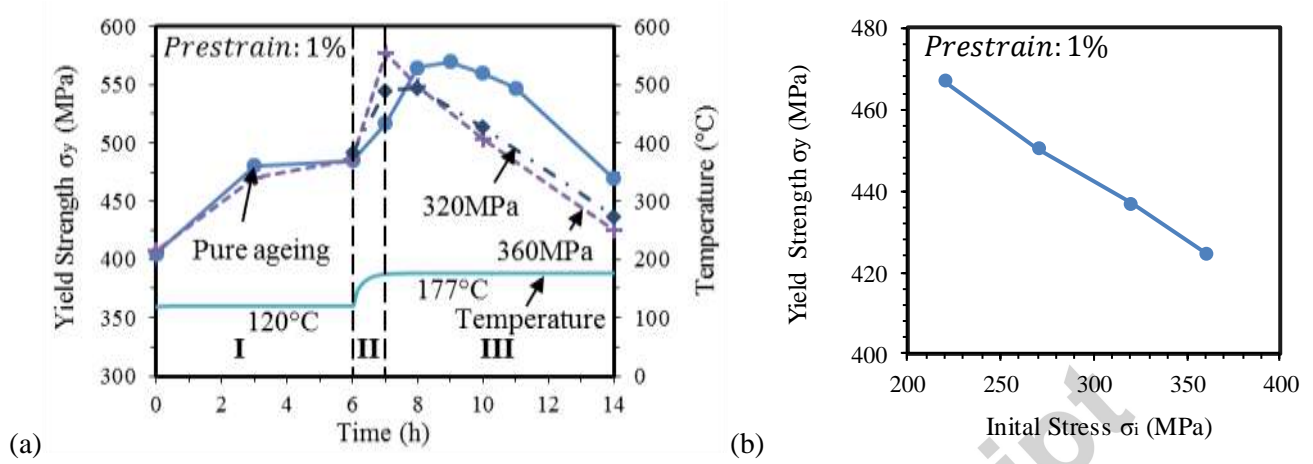 600
550
500
450
400
350
300
Yield Strength σy (MPa)
Prestrain: 1%
Pure ageing
320MPa
360MPa
177°C
120°C
Temperature
I
II
III
0
2
4
6
8
10
12
14
Time (h)
600
500
400
300
200
100
0
Temperature (°C)
(a)
480
460
440
420
400
Yield Strength σy (MPa)
Prestrain: 1%
200
250
300
350
400
Inital Stress σi (MPa)
(b)